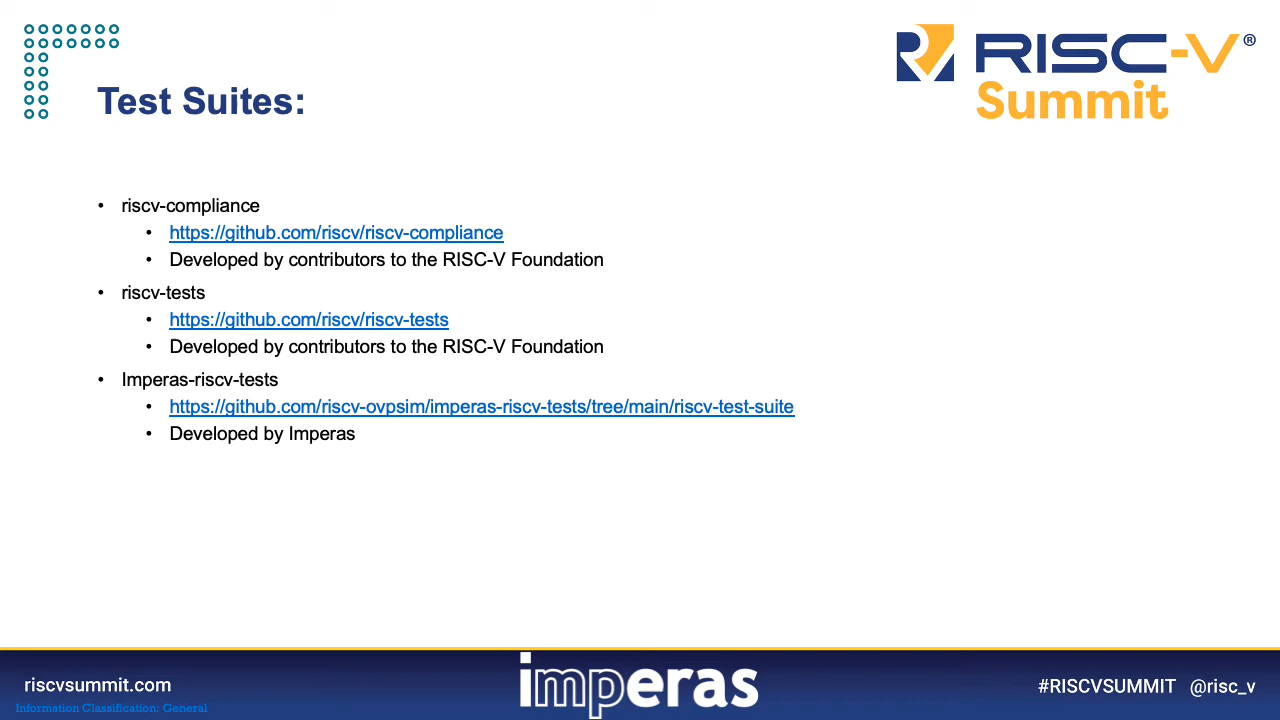 RISC-V®
Summit
Test Suites:
• riscv-compliance
• https://github.com/riscv/riscv-compliance
• Developed by contributors to the RISC-V Foundation
• riscv-tests
• https://github.com/riscv/riscv-tests
• Developed by contributors to the RISC-V Foundation
• Imperas-riscv-tests
• https://github.com/riscv-ovpsim/imperas-riscv-tests/tree/main/riscv-test-suite
• Developed by Imperas
riscvsummit.com
imperas
#RISCVSUMMIT @risc_v
Information Classification: General